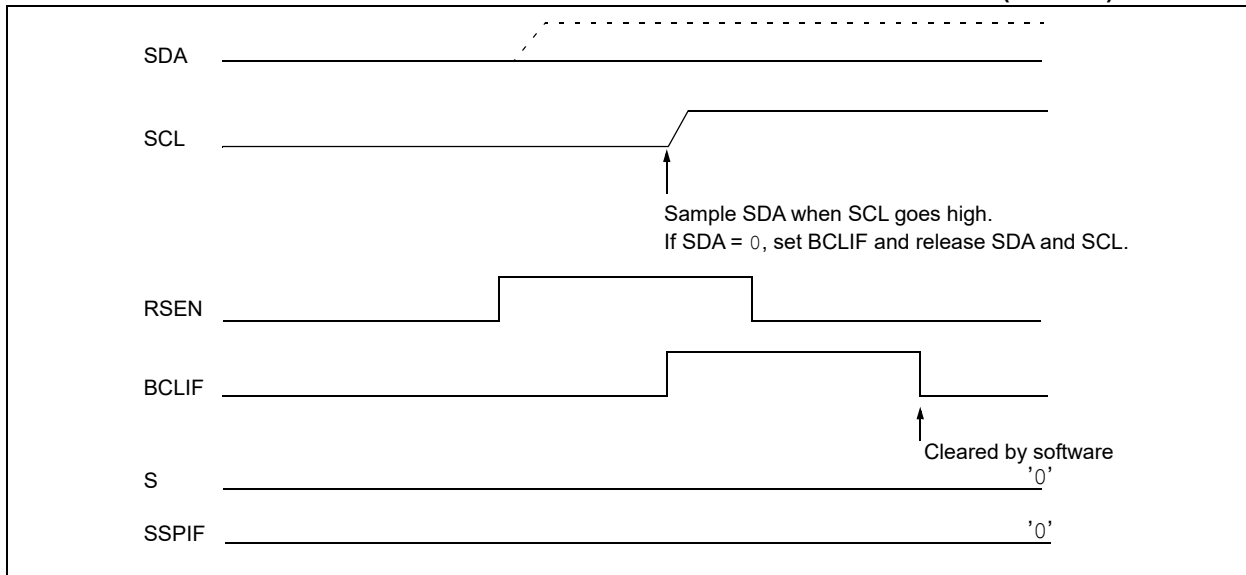 SDA
SCL
Sample SDA when SCL goes high.
If SDA = 0, set BCLIF and release SDA and SCL.
RSEN
BCLIF
Cleared by software
S
'0'
SSPIF
'0'